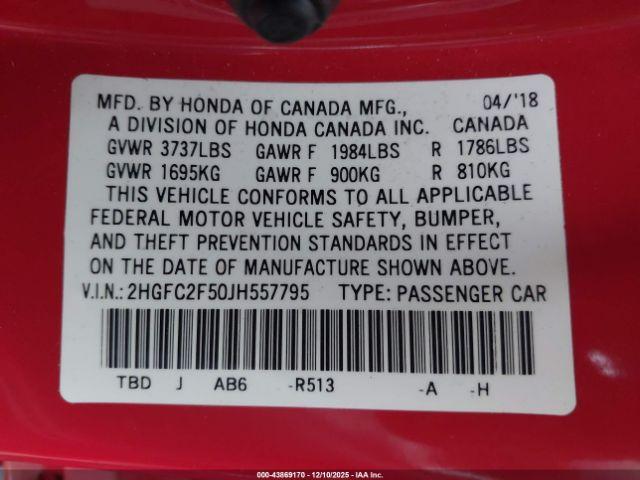 MFD. BY HONDA OF CANADA MFG., 04/'18
A DIVISION OF HONDA CANADA INC. CANADA
GVWR 3737LBS GAWR F 1984LBS R 1786LBS
GVWR 1695KG GAWR F 900KG R 810KG
THIS VEHICLE CONFORMS TO ALL APPLICABLE
FEDERAL MOTOR VEHICLE SAFETY, BUMPER,
AND THEFT PREVENTION STANDARDS IN EFFECT
ON THE DATE OF MANUFACTURE SHOWN ABOVE.
V.I.N.: 2HGFC2F50JH557795 TYPE: PASSENGER CAR
TBD J AB6 -R513 -A -H
000-43869170 - 12/10/2025 - IAA Inc.